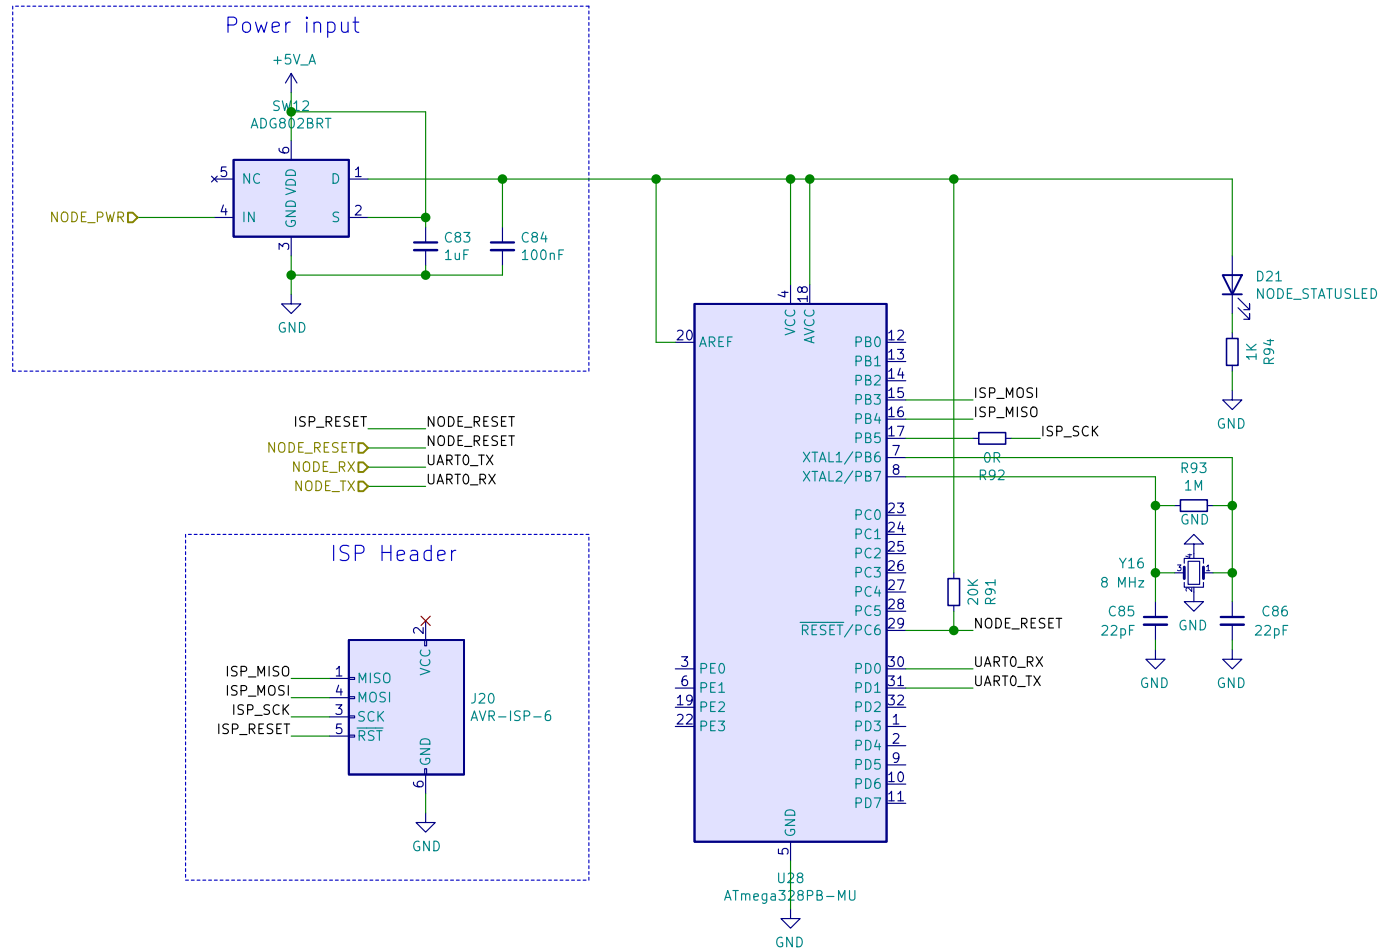 Power input
+5V_A
SW12
ADG802BRT
6
5
NC
VDD
D
1
NODE_PWR
4
IN
GND
S
2
3
C83
1uF
C84
100nF
GND
D21
NODE_STATUSLED
1K
R94
GND
4
18
VCC
AVCC
20
AREF
PB0
12
PB1
13
PB2
14
PB3
15
ISP_MOSI
PB4
16
ISP_MISO
PB5
17
ISP_SCK
XTAL1/PB6
7
0R
XTAL2/PB7
8
R92
PC0
23
PC1
24
PC2
25
PC3
26
PC4
27
PC5
28
RESET/PC6
29
NODE_RESET
20K
R91
PD0
30
UART0_RX
PD1
31
UART0_TX
PD2
32
PD3
1
PD4
2
PD5
9
PD6
10
PD7
11
3
PE0
6
PE1
19
PE2
22
PE3
GND
5
U28
ATmega328PB-MU
GND
R93
1M
GND
Y16
8 MHz
4
3
1
2
GND
C85
22pF
C86
22pF
GND
GND
ISP_RESET
NODE_RESET
NODE_RESET
NODE_RESET
NODE_RX
UART0_TX
NODE_TX
UART0_RX
ISP Header
2
VCC
ISP_MISO
1
MISO
ISP_MOSI
4
MOSI
ISP_SCK
3
SCK
ISP_RESET
5
RST
J20
AVR-ISP-6
GND
6
GND